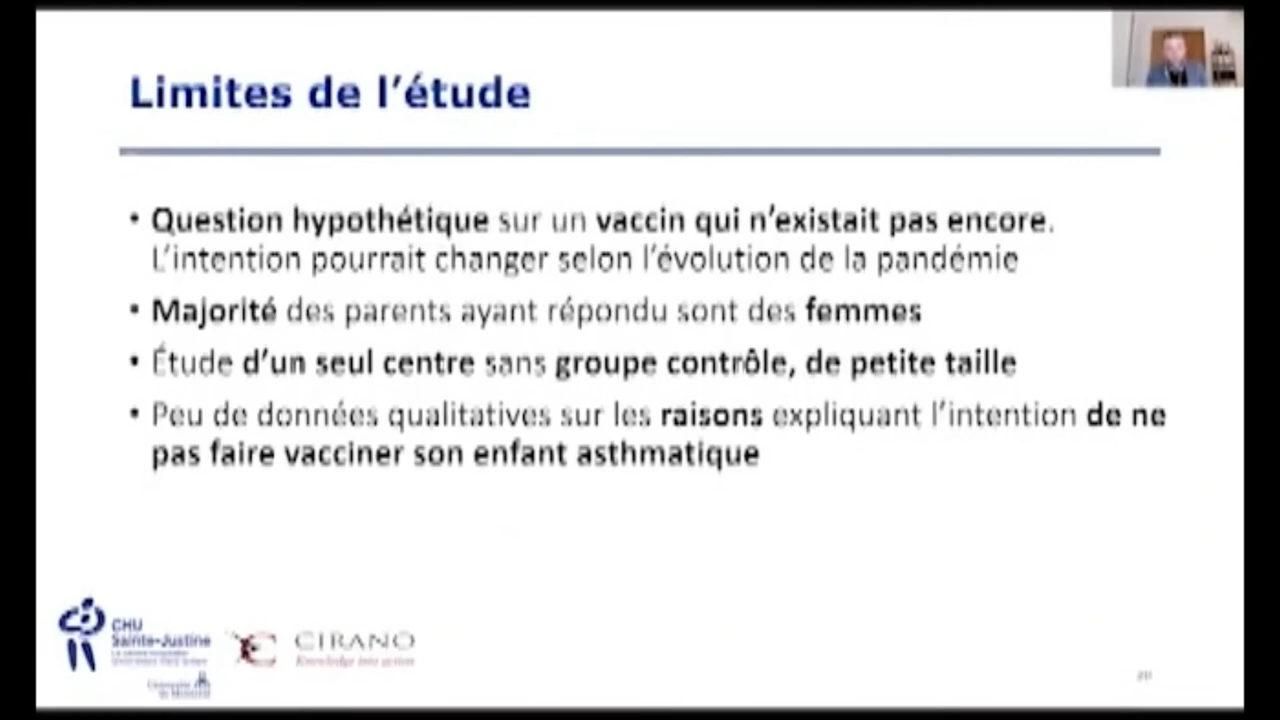 Limites de l'étude
• Question hypothétique sur un vaccin qui n'existait pas encore.
L'intention pourrait changer selon l'évolution de la pandémie
• Majorité des parents ayant répondu sont des femmes
• Étude d'un seul centre sans groupe contrôle, de petite taille
• Peu de données qualitatives sur les raisons expliquant l'intention de ne
pas faire vacciner son enfant asthmatique
CHU
Sainte-Justine
CIRANO
Knowledge into action
20